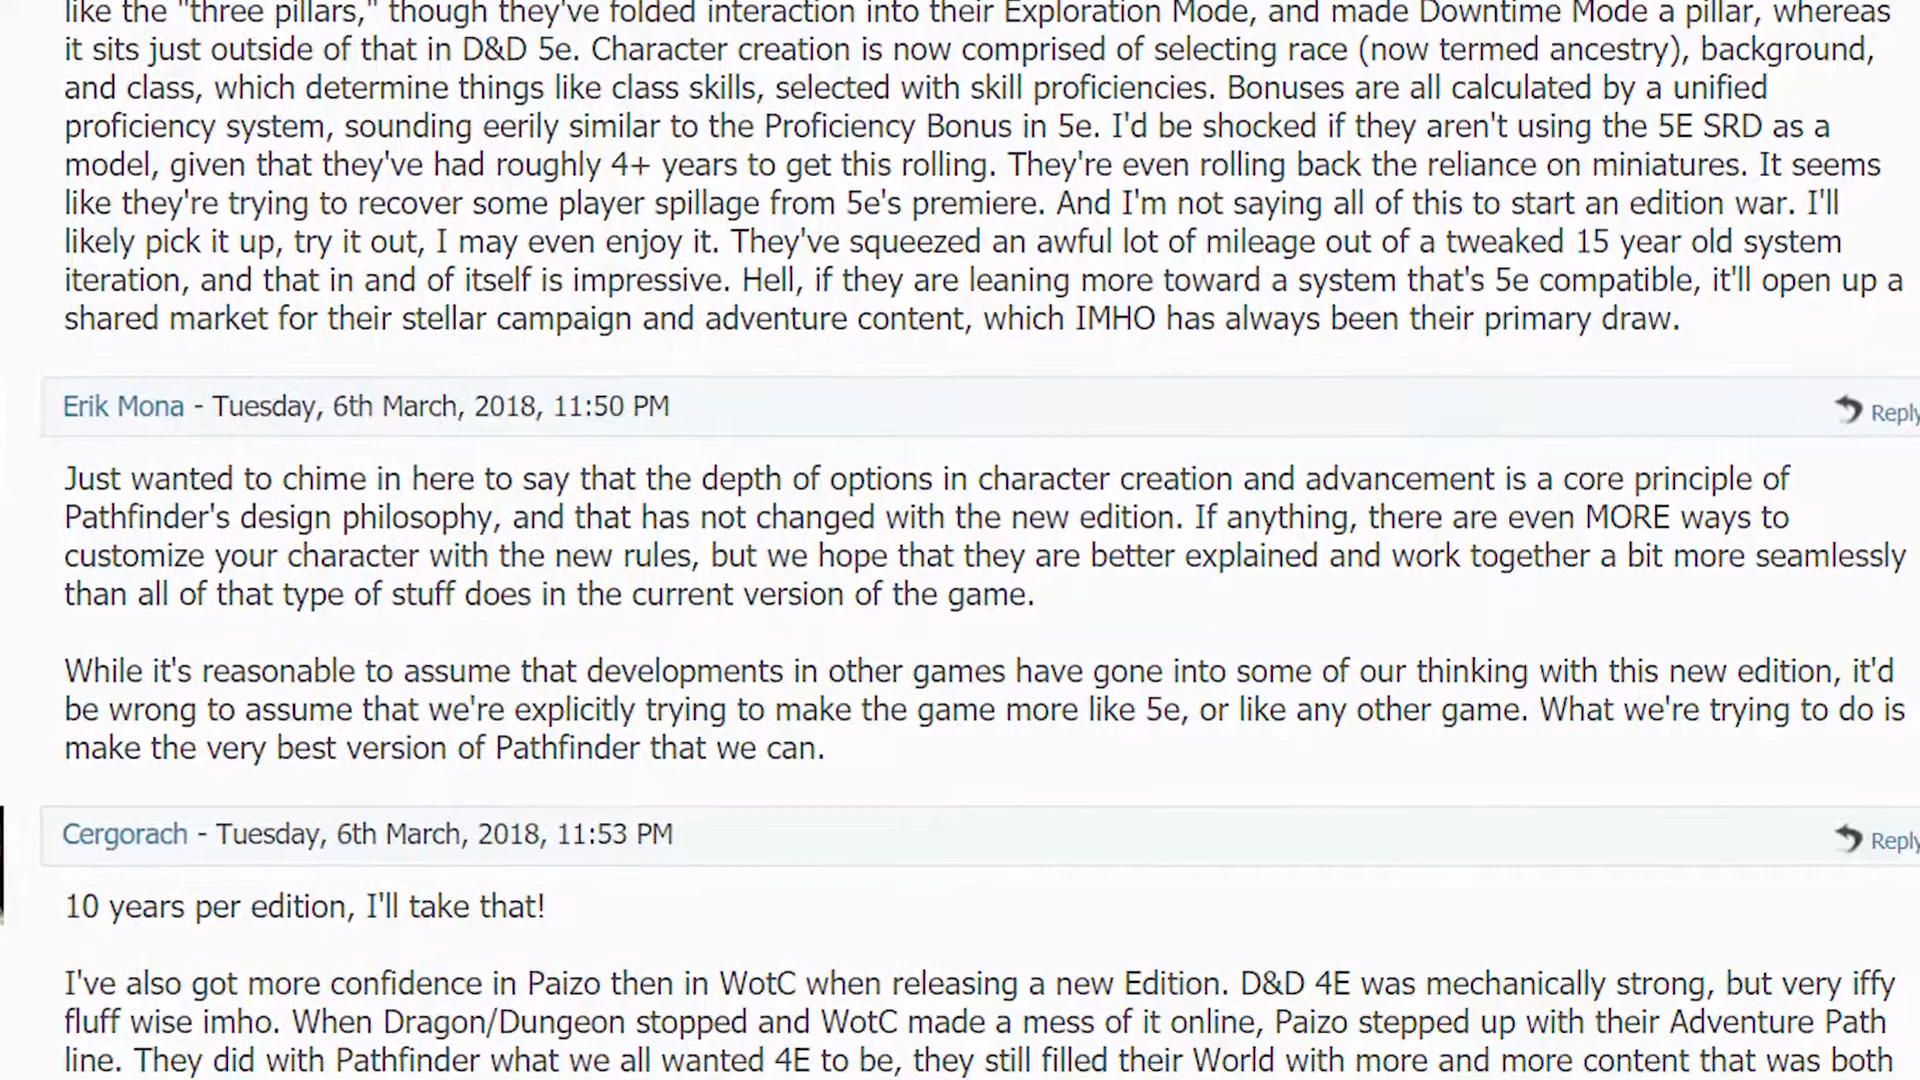 like the "three pillars," though they've folded interaction into their Exploration Mode, and made Downtime Mode a pillar, whereas
it sits just outside of that in D&D 5e. Character creation is now comprised of selecting race (now termed ancestry), background,
and class, which determine things like class skills, selected with skill proficiencies. Bonuses are all calculated by a unified
proficiency system, sounding eerily similar to the Proficiency Bonus in 5e. I'd be shocked if they aren't using the 5E SRD as a
model, given that they've had roughly 4+ years to get this rolling. They're even rolling back the reliance on miniatures. It seems
like they're trying to recover some player spillage from 5e's premiere. And I'm not saying all of this to start an edition war. I'll
likely pick it up, try it out, I may even enjoy it. They've squeezed an awful lot of mileage out of a tweaked 15 year old system
iteration, and that in and of itself is impressive. Hell, if they are leaning more toward a system that's 5e compatible, it'll open up a
shared market for their stellar campaign and adventure content, which IMHO has always been their primary draw.
Erik Mona - Tuesday, 6th March, 2018, 11:50 PM
Reply
Just wanted to chime in here to say that the depth of options in character creation and advancement is a core principle of
Pathfinder's design philosophy, and that has not changed with the new edition. If anything, there are even MORE ways to
customize your character with the new rules, but we hope that they are better explained and work together a bit more seamlessly
than all of that type of stuff does in the current version of the game.
While it's reasonable to assume that developments in other games have gone into some of our thinking with this new edition, it'd
be wrong to assume that we're explicitly trying to make the game more like 5e, or like any other game. What we're trying to do is
make the very best version of Pathfinder that we can.
Cergorach - Tuesday, 6th March, 2018, 11:53 PM
Reply
10 years per edition, I'll take that!
I've also got more confidence in Paizo then in WotC when releasing a new Edition. D&D 4E was mechanically strong, but very iffy
fluff wise imho. When Dragon/Dungeon stopped and WotC made a mess of it online, Paizo stepped up with their Adventure Path
line. They did with Pathfinder what we all wanted 4E to be, they still filled their World with more and more content that was both